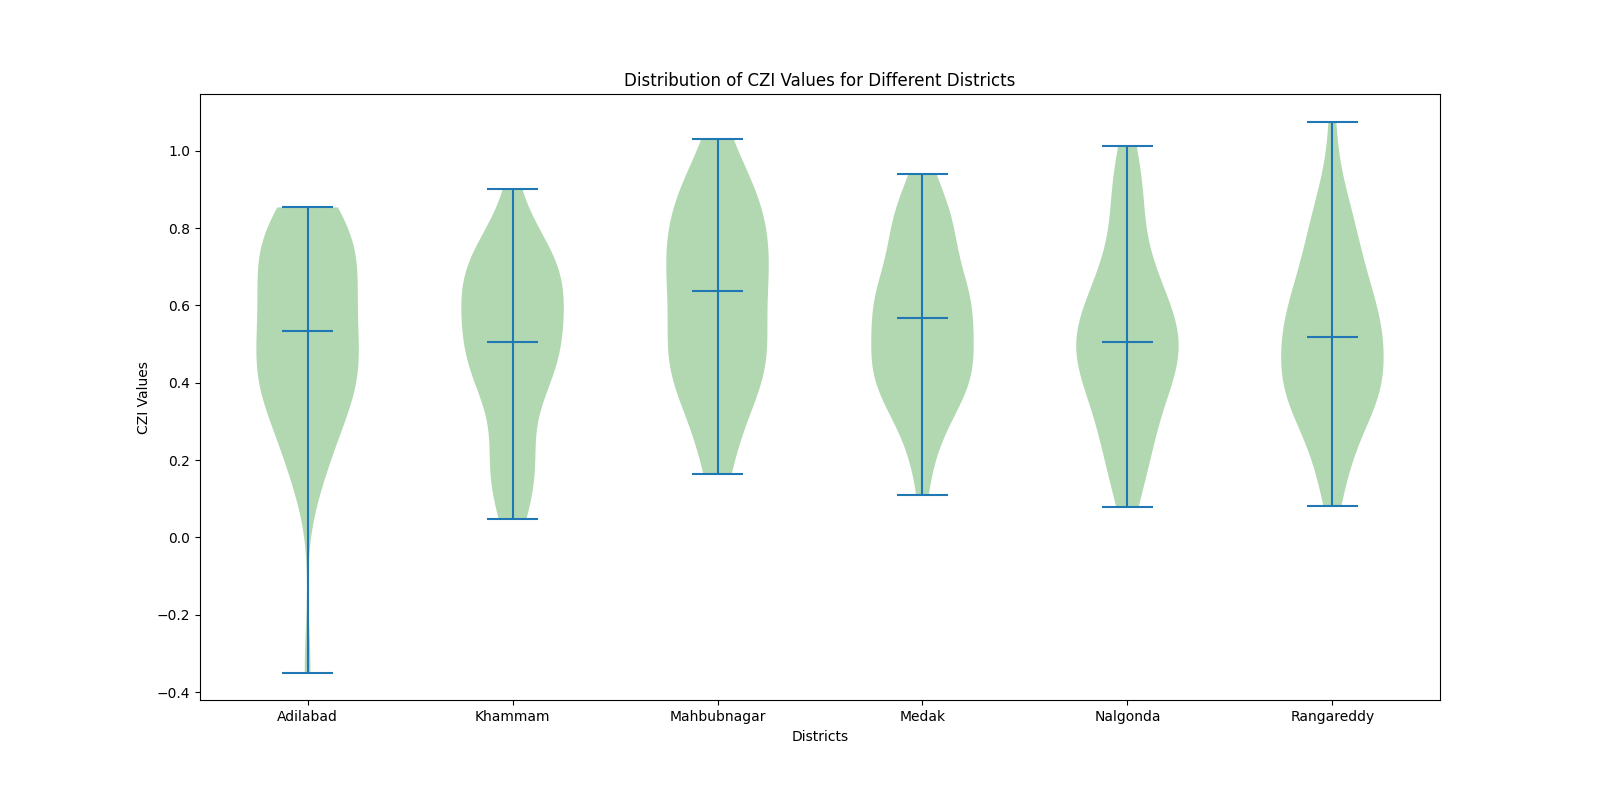 Distribution of CZI Values for Different Districts
1.0
0.8
0.6
0.4
0.2
0.0
−0.2
−0.4
CZI Values
Adilabad Khammam Mahbubnagar Medak Nalgonda Rangareddy
Districts